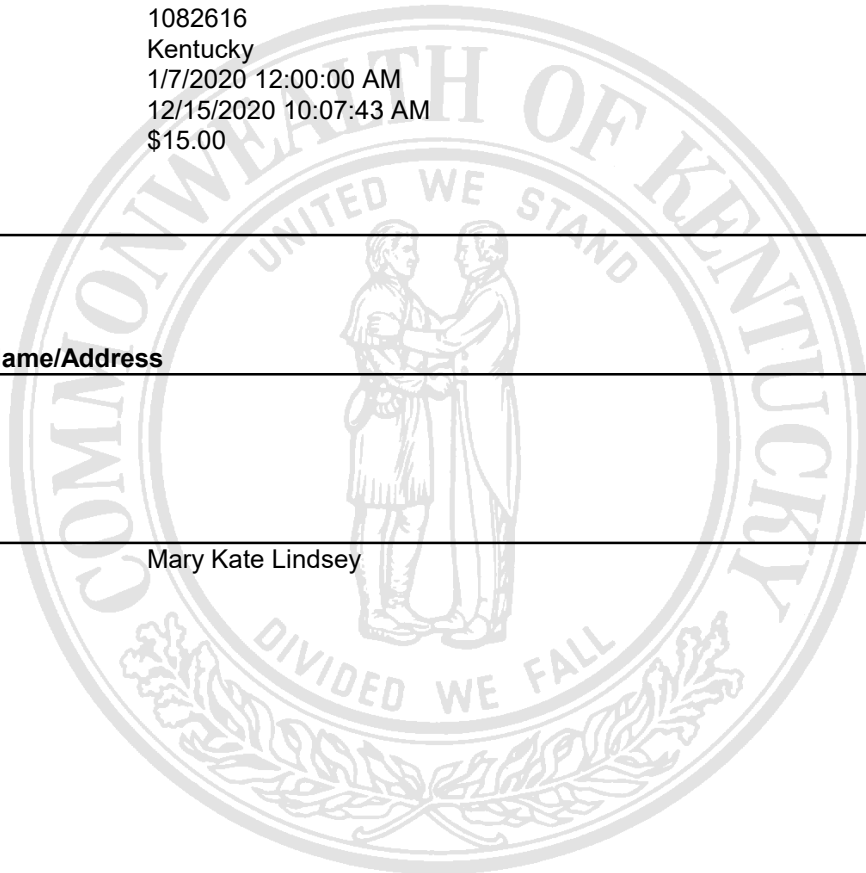 1082616
Kentucky
1/7/2020 12:00:00 AM
12/15/2020 10:07:43 AM
$15.00
COMMONWEALTH OF KENTUCKY
UNITED WE STAND
ame/Address
Mary Kate Lindsey
DIVIDED WE FALL